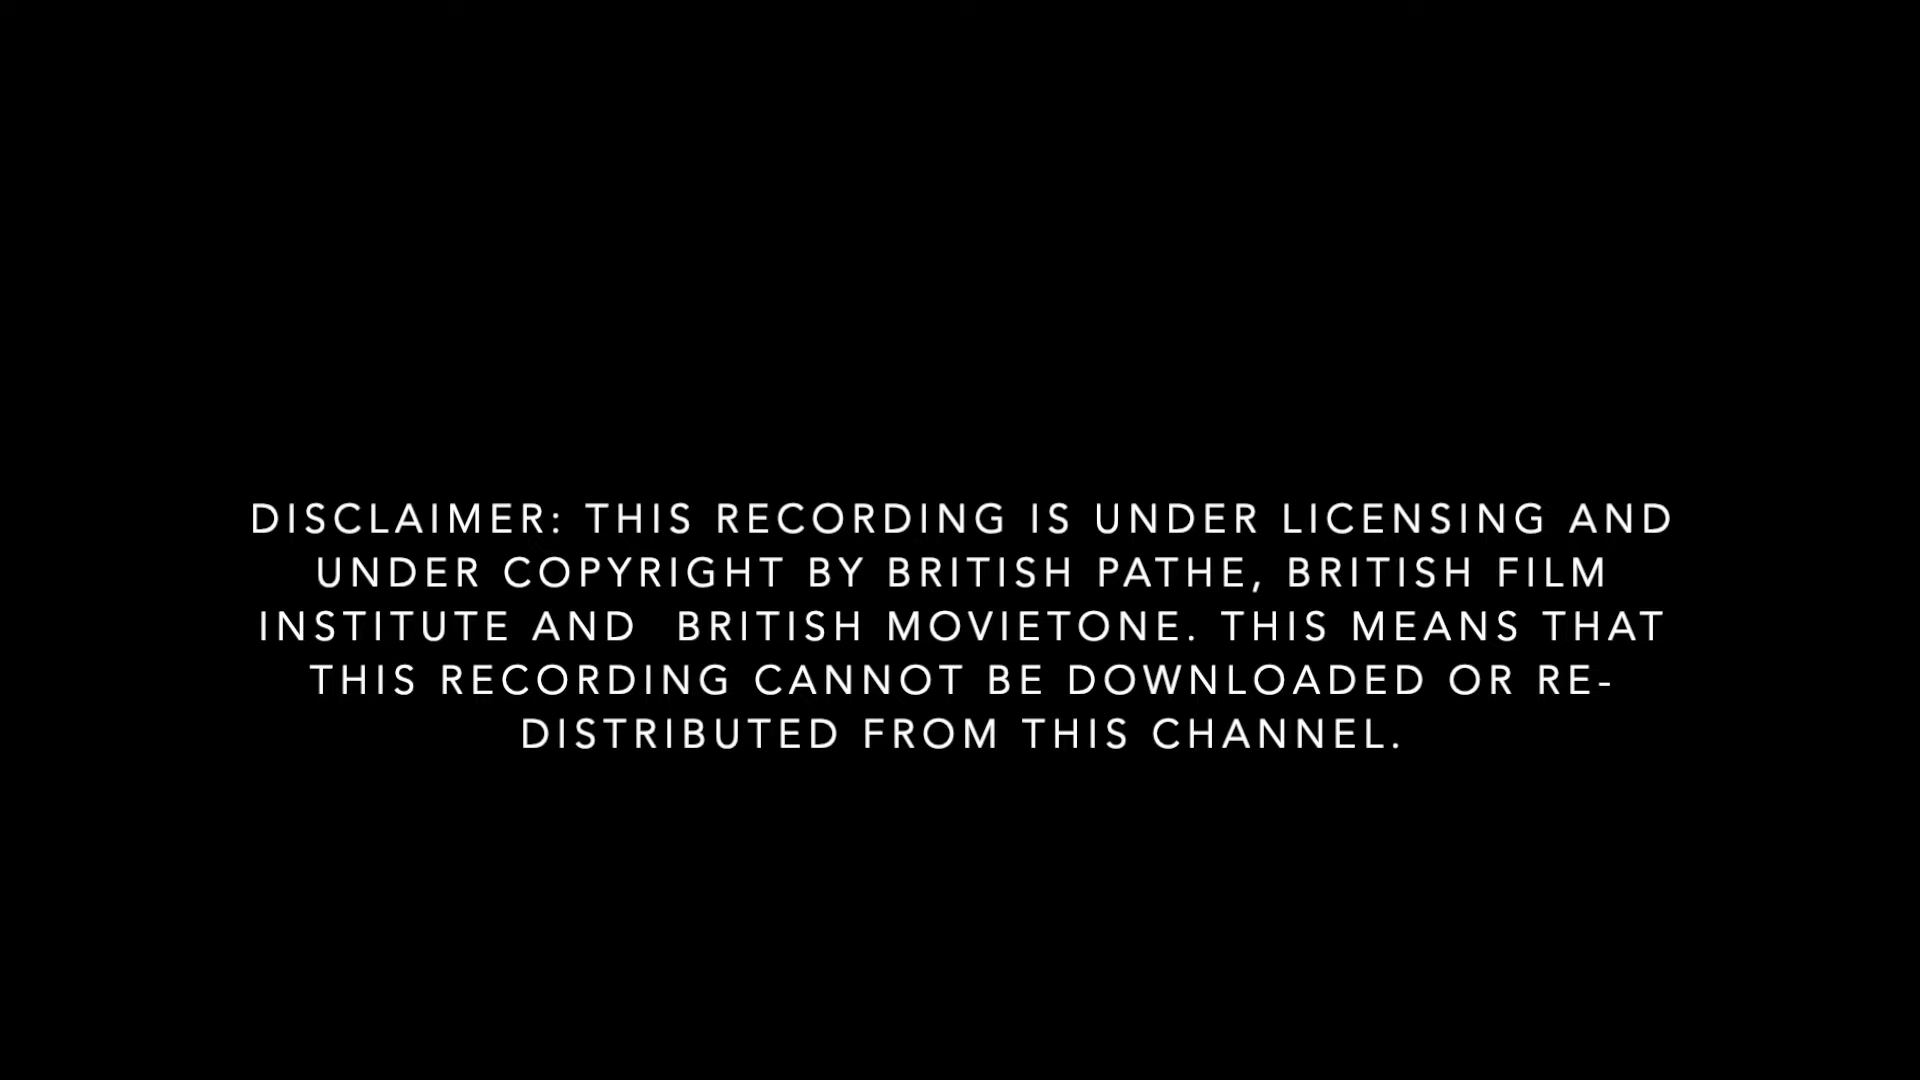 DISCLAIMER: THIS RECORDING IS UNDER LICENSING AND
UNDER COPYRIGHT BY BRITISH PATHE, BRITISH FILM
INSTITUTE AND  BRITISH MOVIETONE. THIS MEANS THAT
THIS RECORDING CANNOT BE DOWNLOADED OR RE-
DISTRIBUTED FROM THIS CHANNEL.